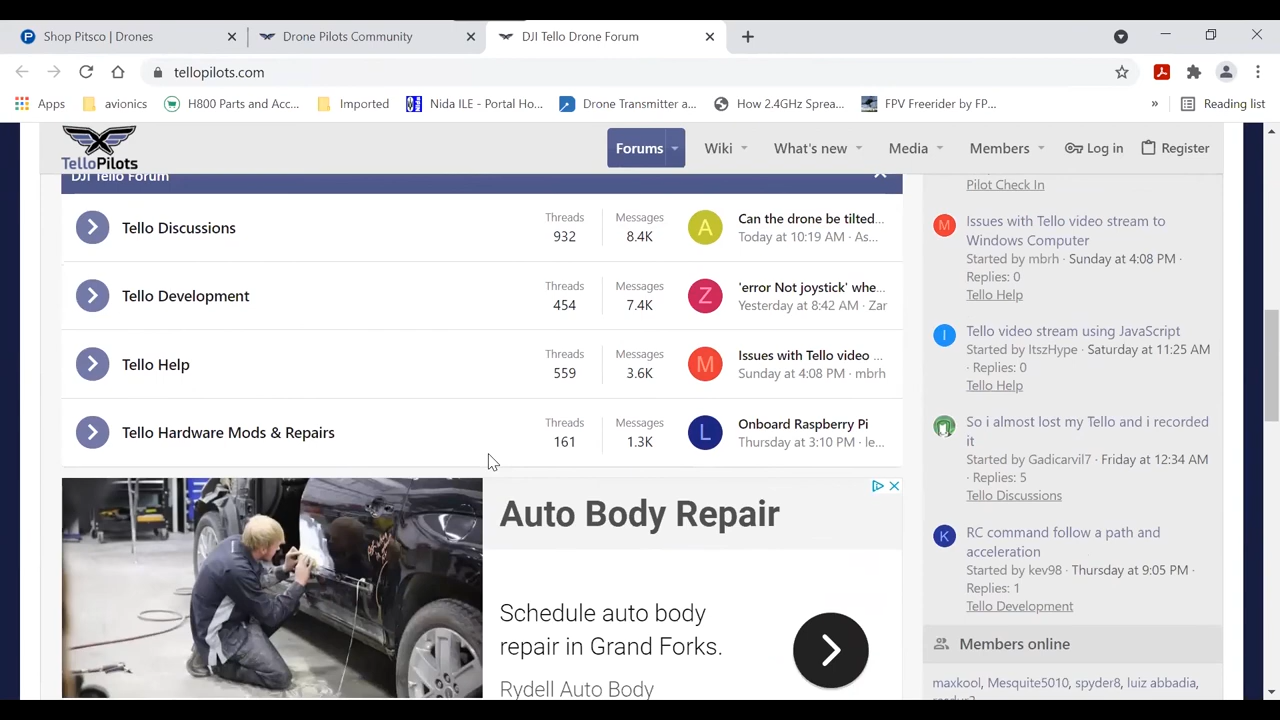 Shop Pitsco | Drones
Drone Pilots Community
DJI Tello Drone Forum
tellopilots.com
Apps
avionics
H800 Parts and Acc...
Imported
Nida ILE - Portal Ho...
Drone Transmitter a...
How 2.4GHz Sprea...
FPV Freerider by FP...
»
Reading list
TelloPilots
Forums
Wiki
What's new
Media
Members
Log in
Register
DJI Tello Forum
Tello Discussions
Threads
932
Messages
8.4K
A
Can the drone be tilted...
Today at 10:19 AM · As...
Tello Development
Threads
454
Messages
7.4K
Z
'error Not joystick' whe...
Yesterday at 8:42 AM · Zar
Tello Help
Threads
559
Messages
3.6K
M
Issues with Tello video ...
Sunday at 4:08 PM · mbrh
Tello Hardware Mods & Repairs
Threads
161
Messages
1.3K
L
Onboard Raspberry Pi
Thursday at 3:10 PM · le...
Auto Body Repair
Schedule auto body
repair in Grand Forks.
Rydell Auto Body
Pilot Check In
M
Issues with Tello video stream to
Windows Computer
Started by mbrh · Sunday at 4:08 PM ·
Replies: 0
Tello Help
I
Tello video stream using JavaScript
Started by ItszHype · Saturday at 11:25 AM
· Replies: 0
Tello Help
So i almost lost my Tello and i recorded
it
Started by Gadicarvil7 · Friday at 12:34 AM
· Replies: 5
Tello Discussions
K
RC command follow a path and
acceleration
Started by kev98 · Thursday at 9:05 PM ·
Replies: 1
Tello Development
Members online
maxkool, Mesquite5010, spyder8, luiz abbadia,